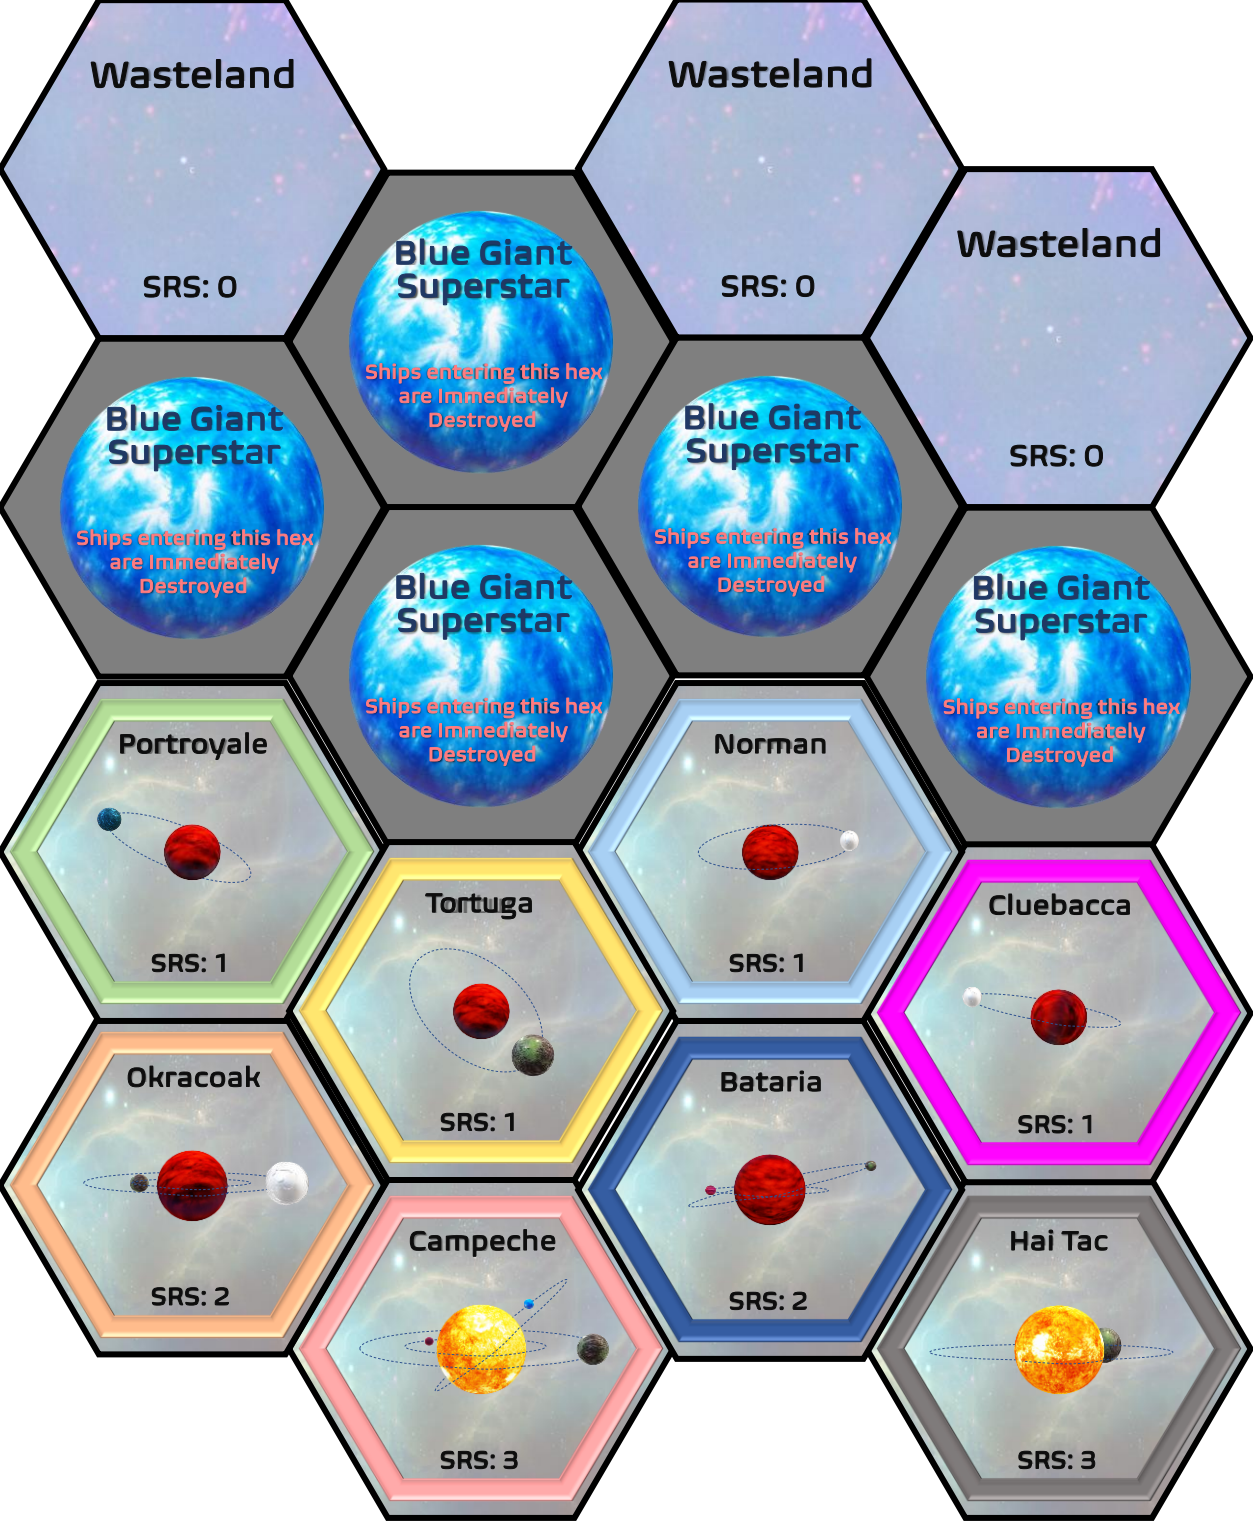 Wasteland
c
SRS: 0
Wasteland
c
SRS: 0
Wasteland
c
SRS: 0
Blue Giant
Superstar
Ships entering this hex
are Immediately
Destroyed
Blue Giant
Superstar
Ships entering this hex
are Immediately
Destroyed
Blue Giant
Superstar
Ships entering this hex
are Immediately
Destroyed
Blue Giant
Superstar
Ships entering this hex
are Immediately
Destroyed
Blue Giant
Superstar
Ships entering this hex
are Immediately
Destroyed
Portroyale
SRS: 1
Norman
SRS: 1
Tortuga
SRS: 1
Cluebacca
SRS: 1
Okracoak
SRS: 2
Bataria
SRS: 2
Campeche
SRS: 3
Hai Tac
SRS: 3